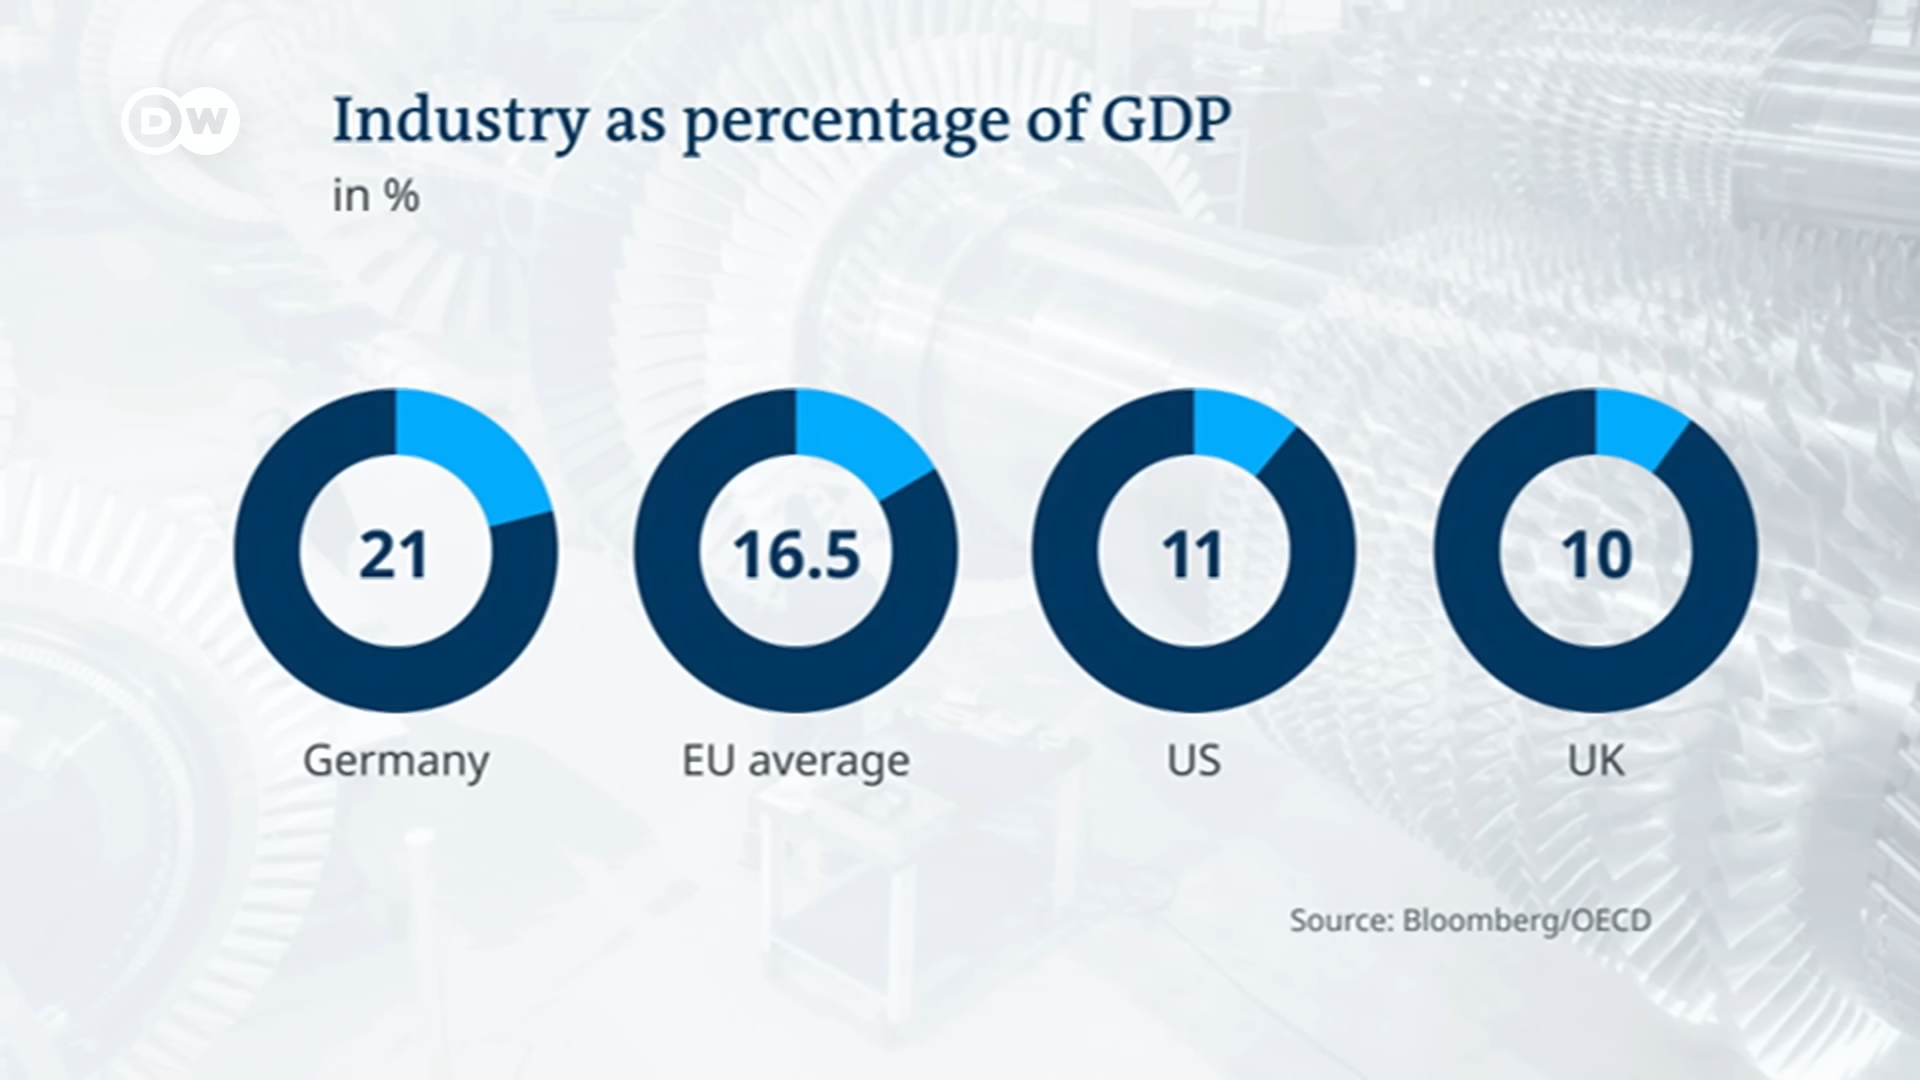 DW
Industry as percentage of GDP
in %
21
16.5
11
10
Germany
EU average
US
UK
Source: Bloomberg/OECD